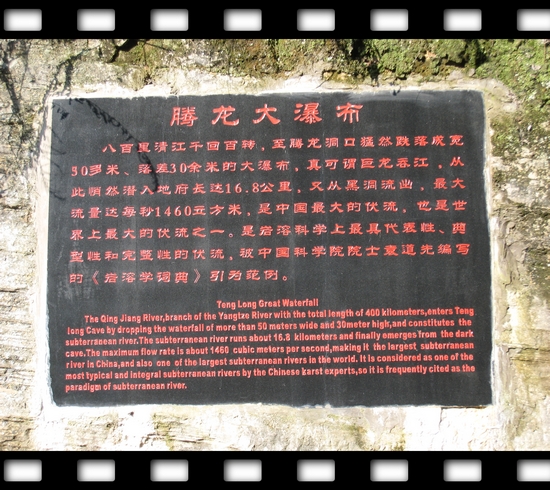 腾龙大瀑布
八百里清江千回百转，至腾龙洞口猛然跌落成宽
50多米、落差30余米的大瀑布，真可谓巨龙吞江，从
此悄然潜入地府长达16.8公里，又从黑洞流出，最大
流量达每秒1460立方米，是中国最大的伏流，也是世
界上最大的伏流之一。是岩溶科学上最具代表性、典
型性和完整性的伏流，被中国科学院院士袁道先编写
的《岩溶学词典》引为范例。
Teng Long Great Waterfall
The Qing Jiang River,branch of the Yangtze River with the total length of 400 kilometers,enters Teng
long Cave by dropping the waterfall of more than 50 meters wide and 30meter high,and constitutes the
subterranean river.The subterranean river runs about 16.8 kilometers and finally emerges from the dark
cave.The maximum flow rate is about 1460 cubic meters per second,making it the largest subterranean
river in China,and also one of the largest subterranean rivers in the world. It is considered as one of the
most typical and integral subterranean rivers by the Chinese karst experts,so it is frequently cited as the
paradigm of subterranean river.